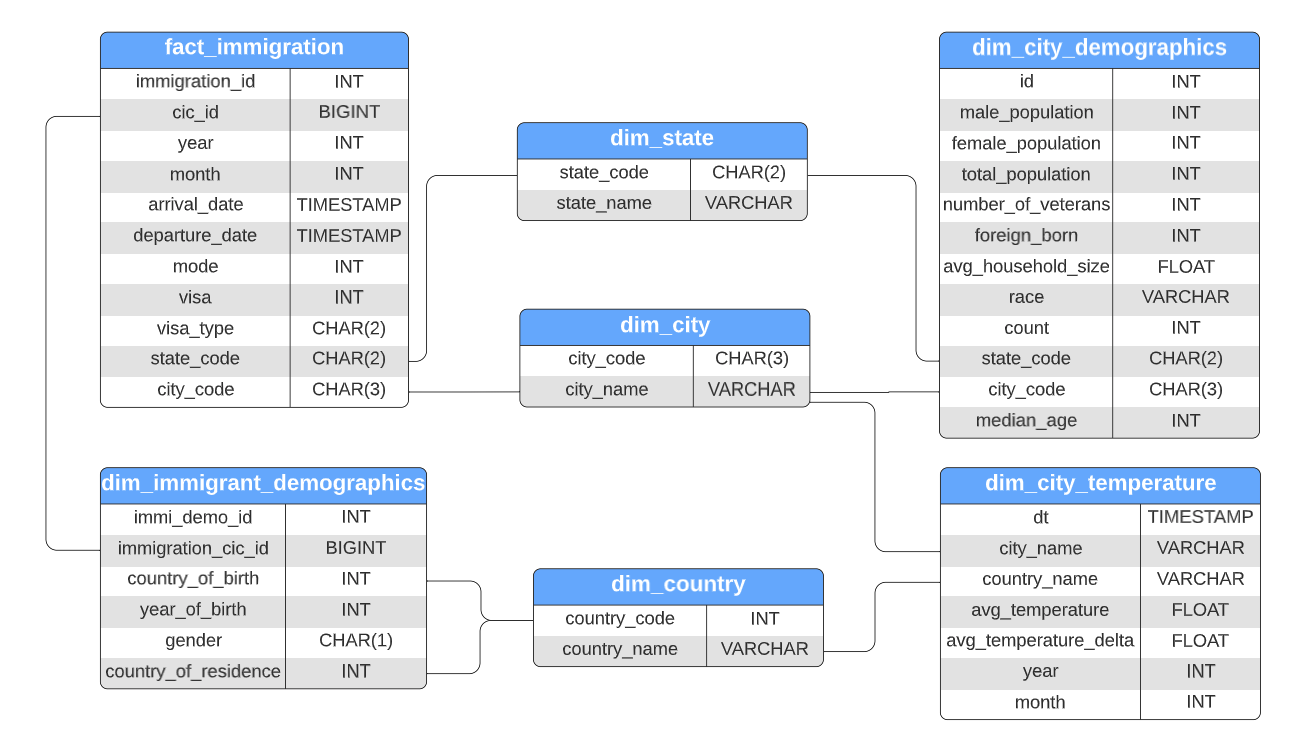 fact_immigration
immigration_id INT
cic_id BIGINT
year INT
month INT
arrival_date TIMESTAMP
departure_date TIMESTAMP
mode INT
visa INT
visa_type CHAR(2)
state_code CHAR(2)
city_code CHAR(3)
dim_state
state_code CHAR(2)
state_name VARCHAR
dim_city
city_code CHAR(3)
city_name VARCHAR
dim_city_demographics
id INT
male_population INT
female_population INT
total_population INT
number_of_veterans INT
foreign_born INT
avg_household_size FLOAT
race VARCHAR
count INT
state_code CHAR(2)
city_code CHAR(3)
median_age INT
dim_immigrant_demographics
immi_demo_id INT
immigration_cic_id BIGINT
country_of_birth INT
year_of_birth INT
gender CHAR(1)
country_of_residence INT
dim_country
country_code INT
country_name VARCHAR
dim_city_temperature
dt TIMESTAMP
city_name VARCHAR
country_name VARCHAR
avg_temperature FLOAT
avg_temperature_delta FLOAT
year INT
month INT